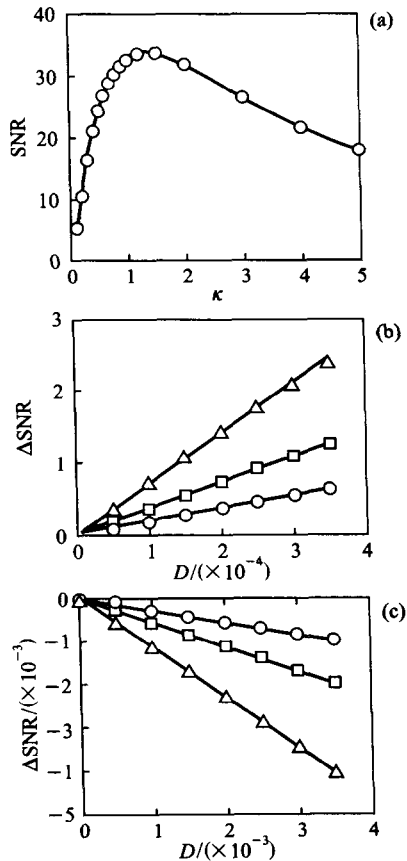 (a)
40
30
20
10
0
SNR
0 1 2 3 4 5
κ
(b)
3
2
1
0
ΔSNR
0 1 2 3 4
D/(×10⁻⁴)
(c)
0
−1
−2
−3
−1
−5
ΔSNR/(×10⁻³)
0 1 2 3 4
D/(×10⁻³)